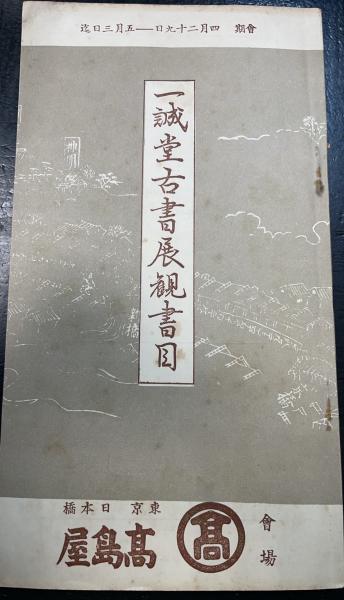 會期 四月二十九日——五月三日迄
一誠堂古書展觀書目
會場
髙
東京 日本橋
髙島屋